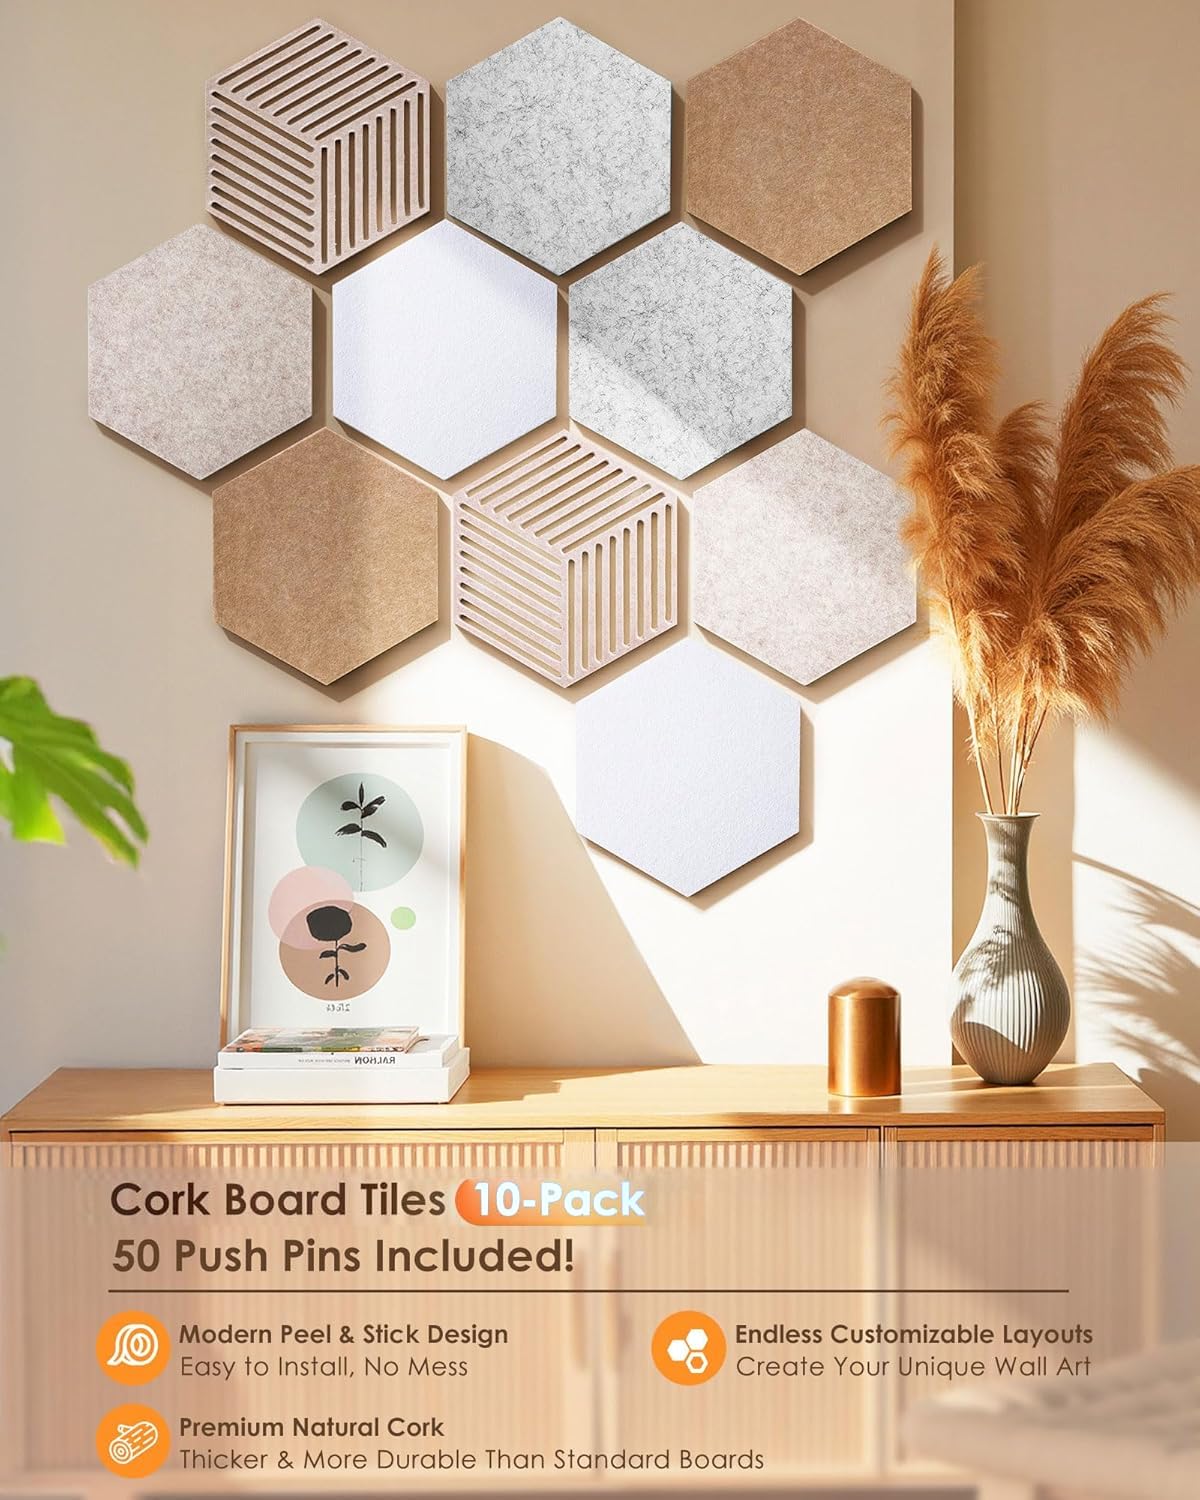 Cork Board Tiles 10-Pack
50 Push Pins Included!
Modern Peel & Stick Design
Easy to Install, No Mess
Endless Customizable Layouts
Create Your Unique Wall Art
Premium Natural Cork
Thicker & More Durable Than Standard Boards